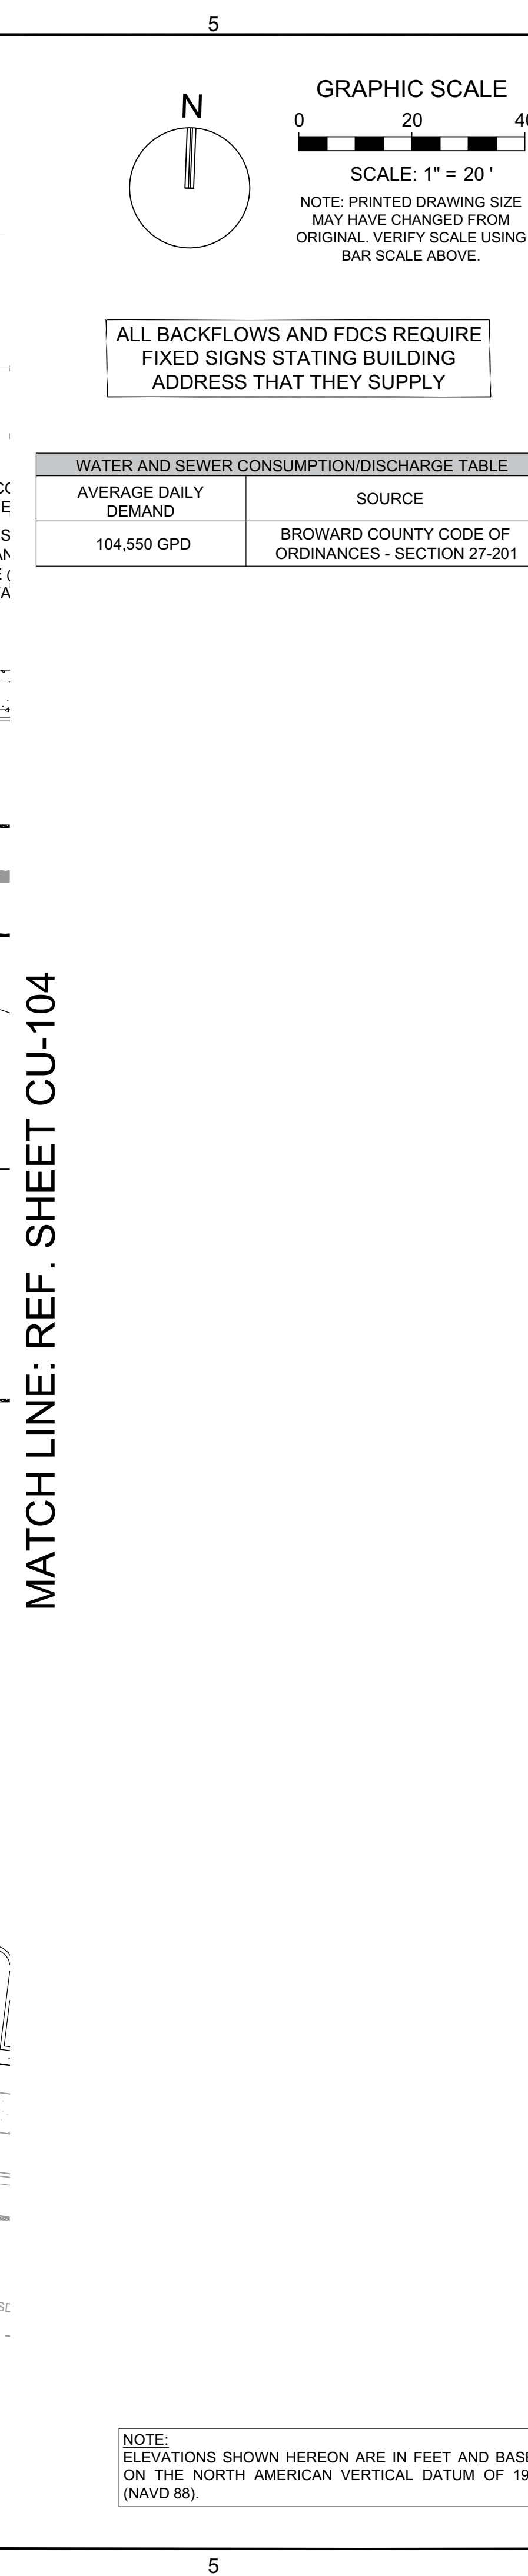 5
N
GRAPHIC SCALE
0 20
SCALE: 1" = 20 '
NOTE: PRINTED DRAWING SIZE
MAY HAVE CHANGED FROM
ORIGINAL. VERIFY SCALE USING
BAR SCALE ABOVE.
ALL BACKFLOWS AND FDCS REQUIRE
FIXED SIGNS STATING BUILDING
ADDRESS THAT THEY SUPPLY
WATER AND SEWER CONSUMPTION/DISCHARGE TABLE
AVERAGE DAILY
DEMAND
SOURCE
104,550 GPD
BROWARD COUNTY CODE OF
ORDINANCES - SECTION 27-201
MATCH LINE: REF. SHEET CU-104
NOTE:
ELEVATIONS SHOWN HEREON ARE IN FEET AND
ON THE NORTH AMERICAN VERTICAL DATUM OF
(NAVD 88).
5